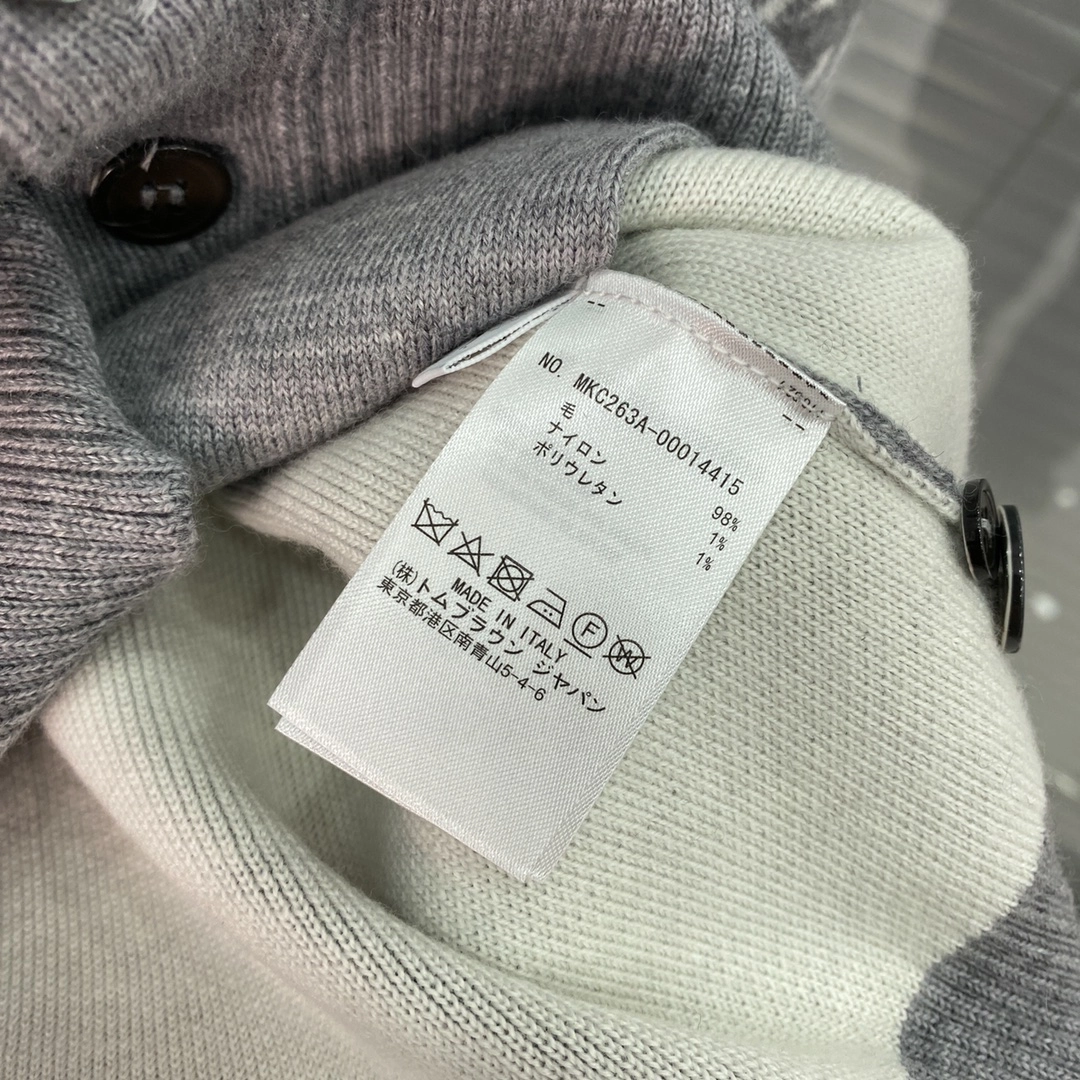 NO. MKC263A-00014415
毛 98%
ナイロン 1%
ポリウレタン 1%
F W
MADE IN ITALY
(株)トムブラウン ジャパン
東京都港区南青山5-4-6